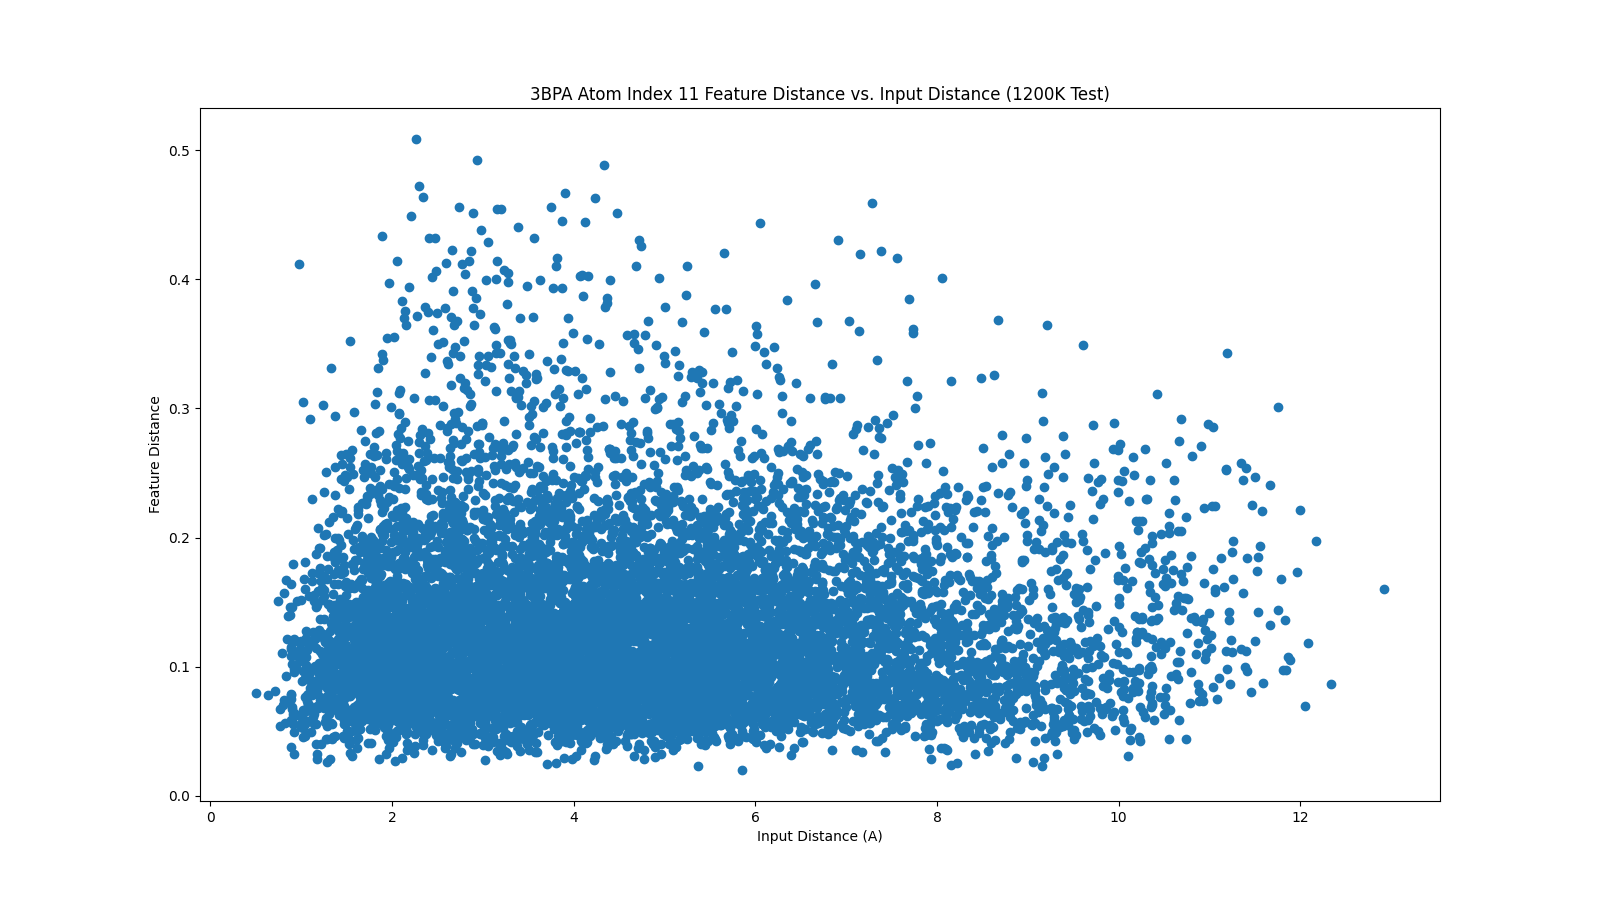 3BPA Atom Index 11 Feature Distance vs. Input Distance (1200K Test)
0.5
0.4
0.3
0.2
0.1
0.0
Feature Distance
0 2 4 6 8 10 12
Input Distance (A)